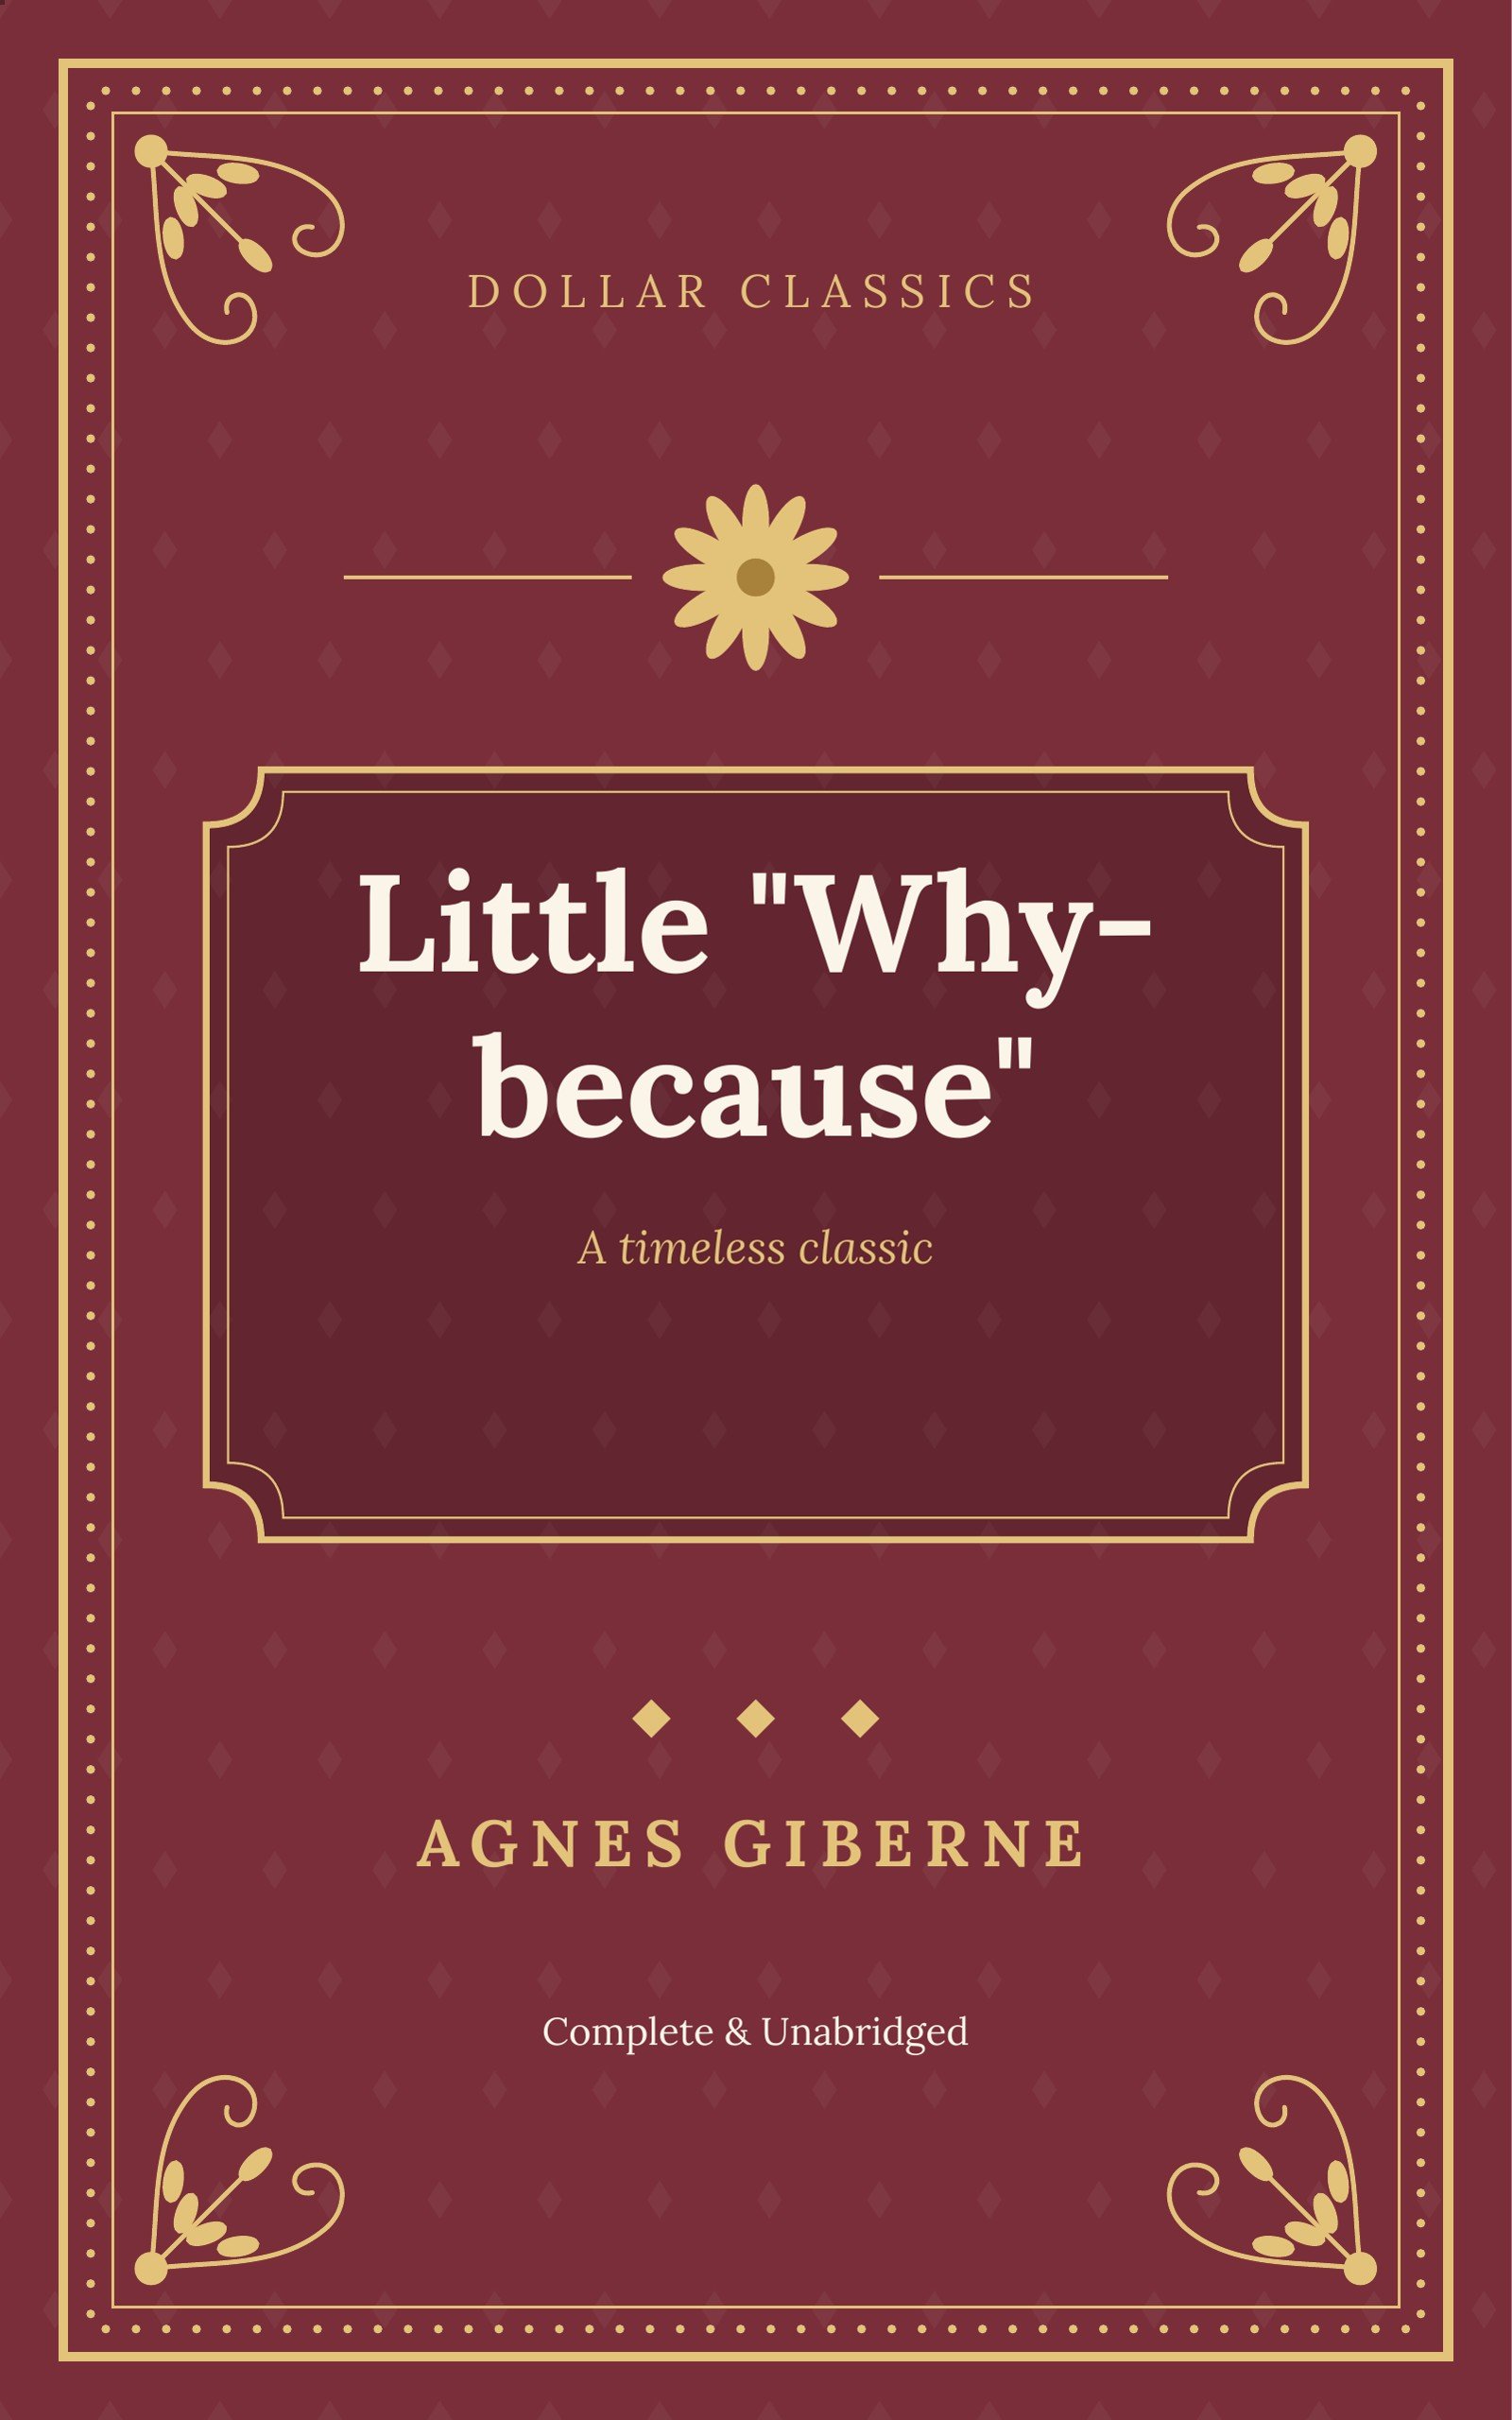 DOLLAR CLASSICS
Little "Why-
because"
A timeless classic
AGNES GIBERNE
Complete & Unabridged